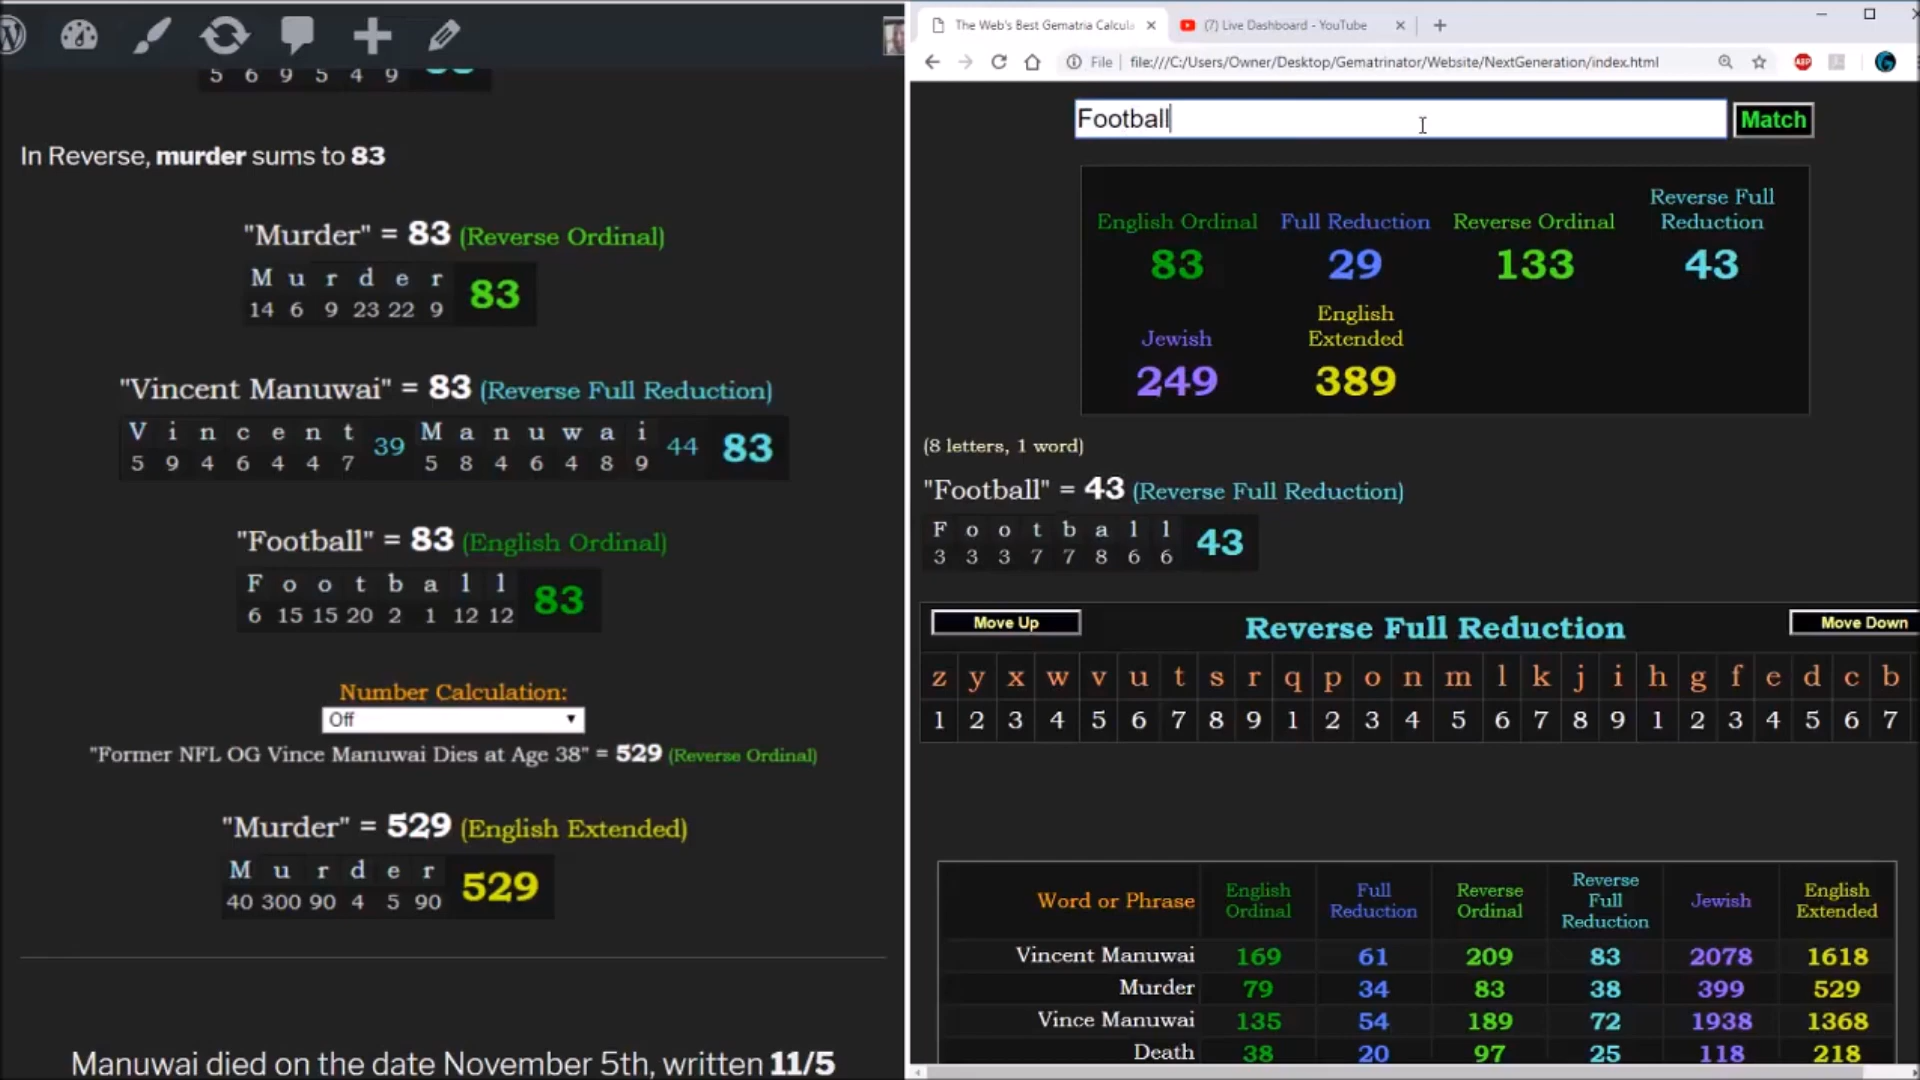 5 6 9 5 4 9
In Reverse, murder sums to 83
"Murder" = 83 (Reverse Ordinal)
M u r d e r
14 6 9 23 22 9 83
"Vincent Manuwai" = 83 (Reverse Full Reduction)
V i n c e n t 39 M a n u w a i 44 83
5 9 4 6 4 4 7 5 8 4 6 4 8 9
"Football" = 83 (English Ordinal)
F o o t b a l l 83
6 15 15 20 2 1 12 12
Number Calculation:
Off
"Former NFL OG Vince Manuwai Dies at Age 38" = 529 (Reverse Ordinal)
"Murder" = 529 (English Extended)
M u r d e r 529
40 300 90 4 5 90
Manuwai died on the date November 5th, written 11/5
The Web's Best Gematria Calcula
(7) Live Dashboard - YouTube
File file:///C:/Users/Owner/Desktop/Gematrinator/Website/NextGeneration/index.html
ABP
Football Match
English Ordinal Full Reduction Reverse Ordinal Reverse Full Reduction
83 29 133 43
Jewish English Extended
249 389
(8 letters, 1 word)
"Football" = 43 (Reverse Full Reduction)
F o o t b a l l 43
3 3 3 7 7 8 6 6
Move Up Reverse Full Reduction Move Down
z y x w v u t s r q p o n m l k j i h g f e d c b
1 2 3 4 5 6 7 8 9 1 2 3 4 5 6 7 8 9 1 2 3 4 5 6 7
Word or Phrase English Ordinal Full Reduction Reverse Ordinal Reverse Full Reduction Jewish English Extended
Vincent Manuwai 169 61 209 83 2078 1618
Murder 79 34 83 38 399 529
Vince Manuwai 135 54 189 72 1938 1368
Death 38 20 97 25 118 218